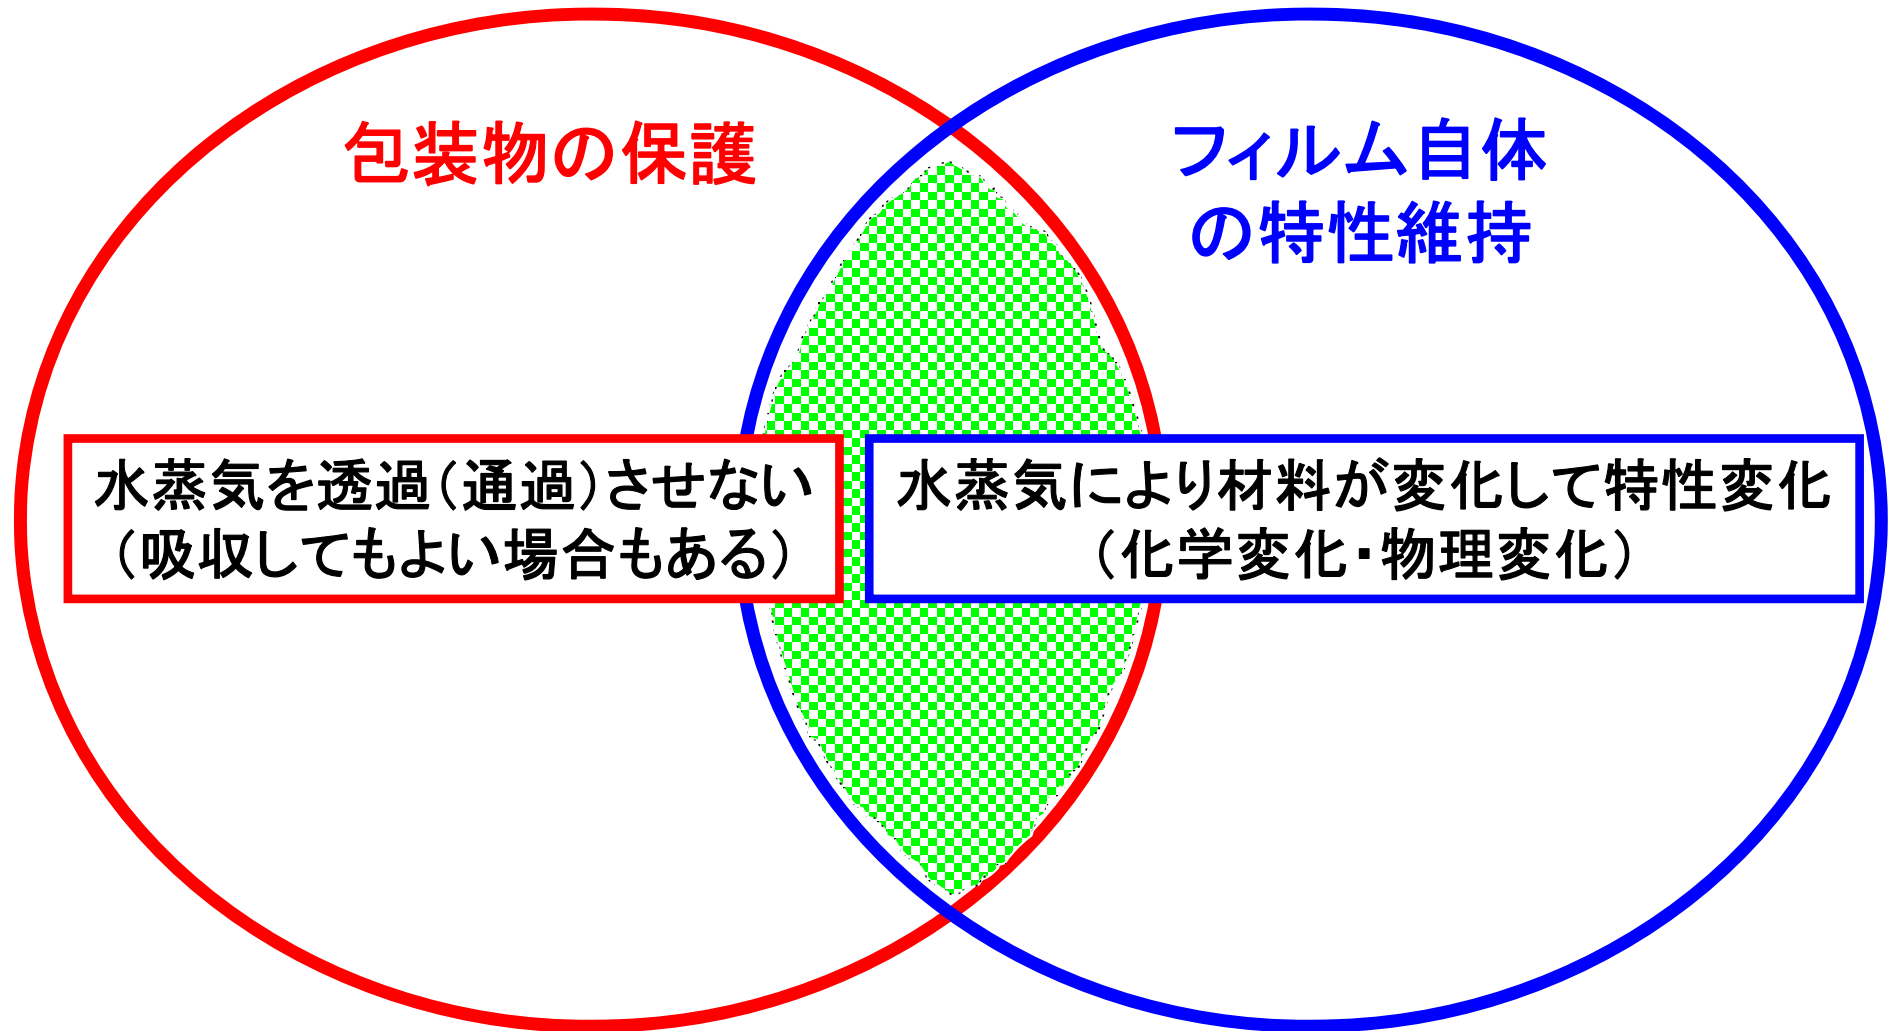 包装物の保護
フィルム自体
の特性維持
水蒸気を透過(通過)させない
(吸収してもよい場合もある)
水蒸気により材料が変化して特性変化
(化学変化・物理変化)